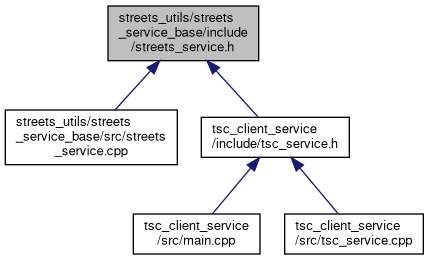 streets_utils/streets
_service_base/include
/streets_service.h
streets_utils/streets
_service_base/src/streets
_service.cpp
tsc_client_service
/include/tsc_service.h
tsc_client_service
/src/main.cpp
tsc_client_service
/src/tsc_service.cpp